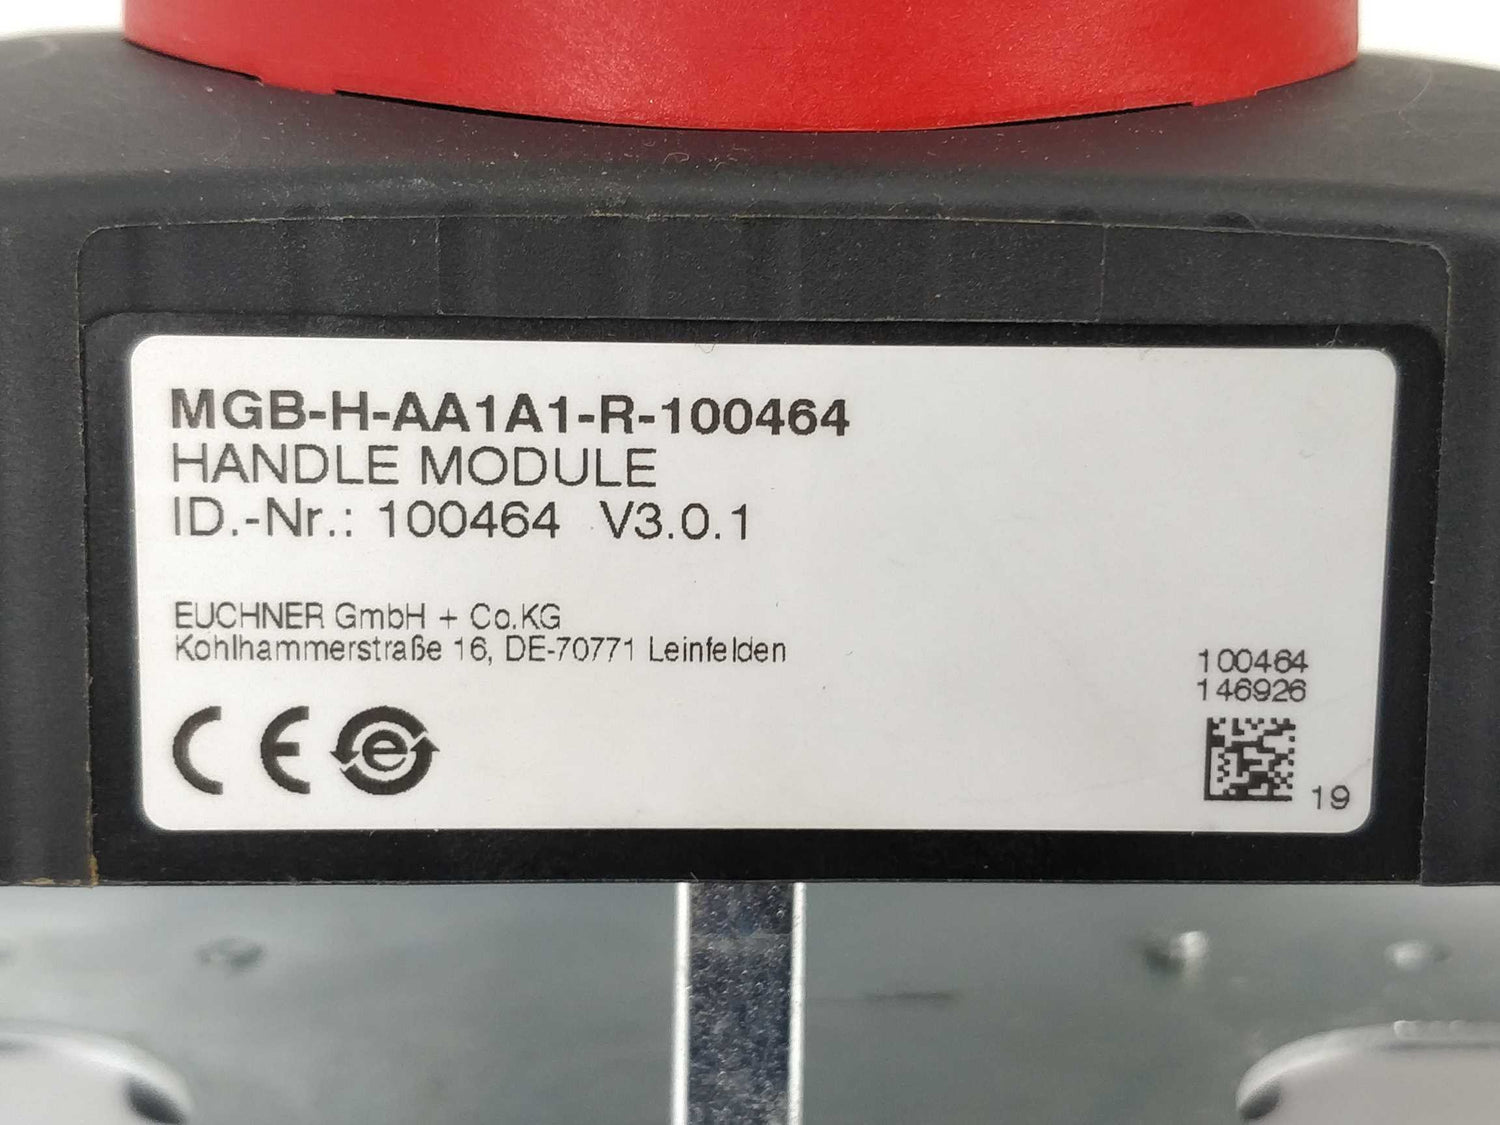 MGB-H-AA1A1-R-100464
HANDLE MODULE
ID.-Nr.: 100464 V3.0.1
EUCHNER GmbH + Co.KG
Kohlhammerstraße 16, DE-70771 Leinfelden
CE e
100464
146926
19